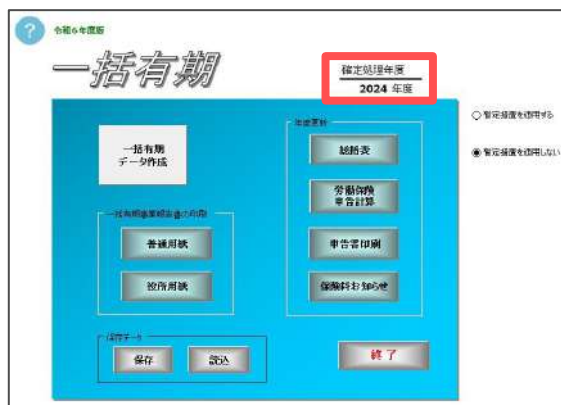 ?
令和6年度版
一括有期
確定処理年度
2024 年度
暫定措置を適用する
暫定措置を適用しない
一括有期
データ作成
一括有期事業報告書の印刷
普通用紙
役所用紙
保存データ
保存
読込
年度更新
総括表
労働保険
申告計算
申告書印刷
保険料お知らせ
終了